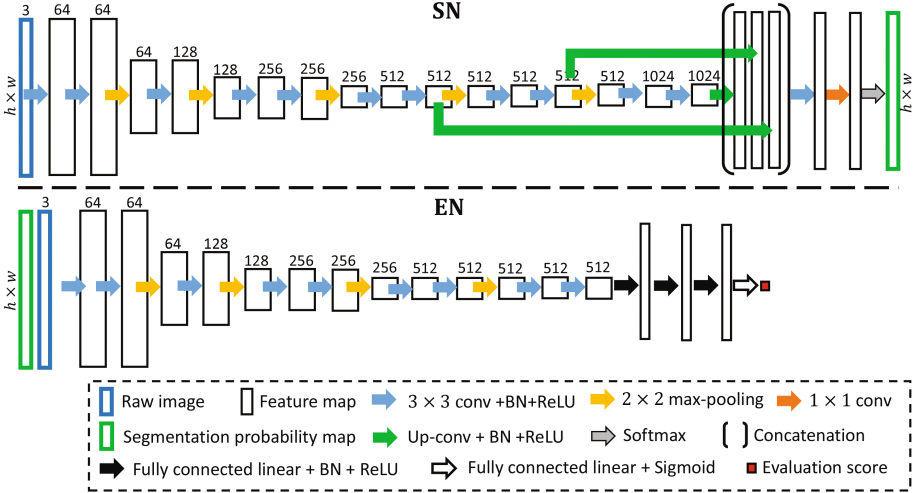 SN
3 64 64
64 128
128 256 256
256 512 512 512 512 512 512 1024 1024
h × w
h × w
EN
3 64 64
64 128
128 256 256
256 512 512 512 512 512
h × w
Raw image Feature map 3 × 3 conv +BN+ReLU 2 × 2 max-pooling 1 × 1 conv
Segmentation probability map Up-conv + BN +ReLU Softmax Concatenation
Fully connected linear + BN + ReLU Fully connected linear + Sigmoid Evaluation score